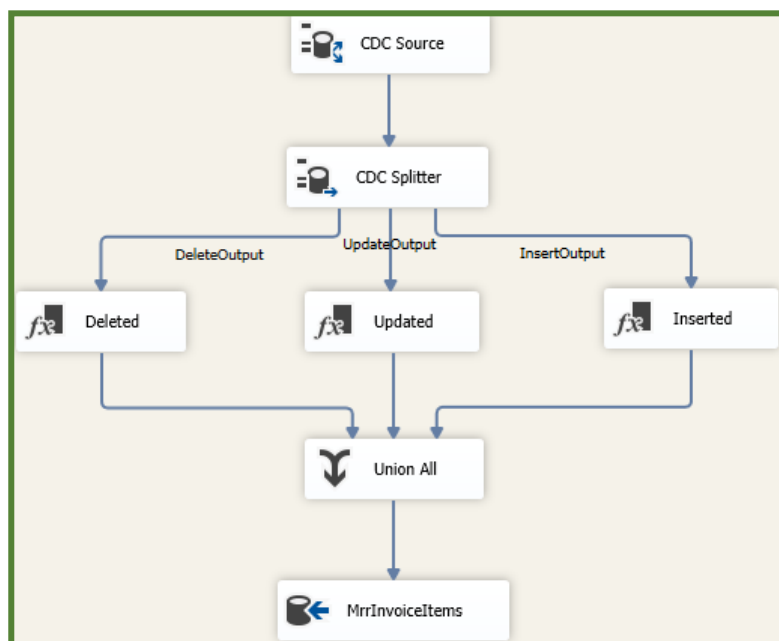 CDC Source
CDC Splitter
DeleteOutput
UpdateOutput
InsertOutput
Deleted
Updated
Inserted
Union All
MrrInvoiceItems